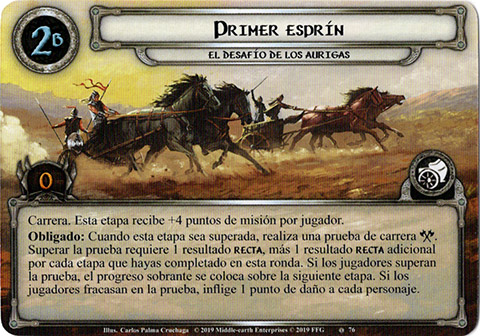 2B
PRIMER ESPRÍN
EL DESAFÍO DE LOS AURIGAS
0
Carrera. Esta etapa recibe +4 puntos de misión por jugador.
Obligado: Cuando esta etapa sea superada, realiza una prueba de carrera .
Superar la prueba requiere 1 resultado RECTA, más 1 resultado RECTA adicional
por cada etapa que hayas completado en esta ronda. Si los jugadores superan
la prueba, el progreso sobrante se coloca sobre la siguiente etapa. Si los
jugadores fracasan en la prueba, inflige 1 punto de daño a cada personaje.
Illus. Carlos Palma Cruchaga © 2019 Middle-earth Enterprises © 2019 FFG 76